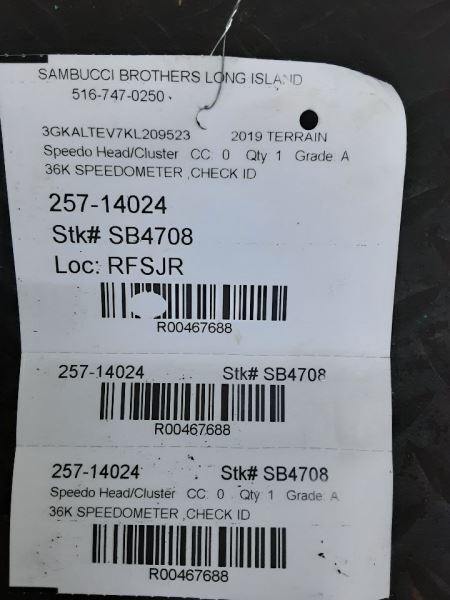 SAMBUCCI BROTHERS LONG ISLAND
516-747-0250
3GKALTEV7KL209523 2019 TERRAIN
Speedo Head/Cluster CC: 0 Qty 1 Grade A
36K SPEEDOMETER ,CHECK ID
257-14024
Stk# SB4708
Loc: RFSJR
R00467688
257-14024 Stk# SB4708
R00467688
257-14024 Stk# SB4708
Speedo Head/Cluster CC: 0 Qty: 1 Grade: A
36K SPEEDOMETER ,CHECK ID
R00467688